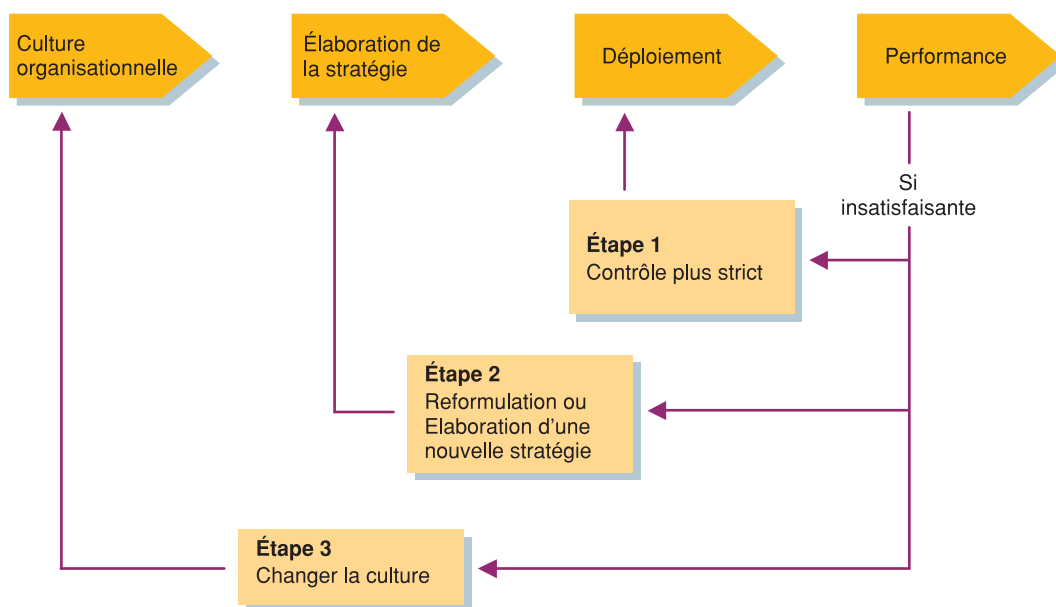 Culture
organisationnelle
Élaboration de
la stratégie
Déploiement
Performance
Si
insatisfaisante
Étape 1
Contrôle plus strict
Étape 2
Reformulation ou
Elaboration d'une
nouvelle stratégie
Étape 3
Changer la culture